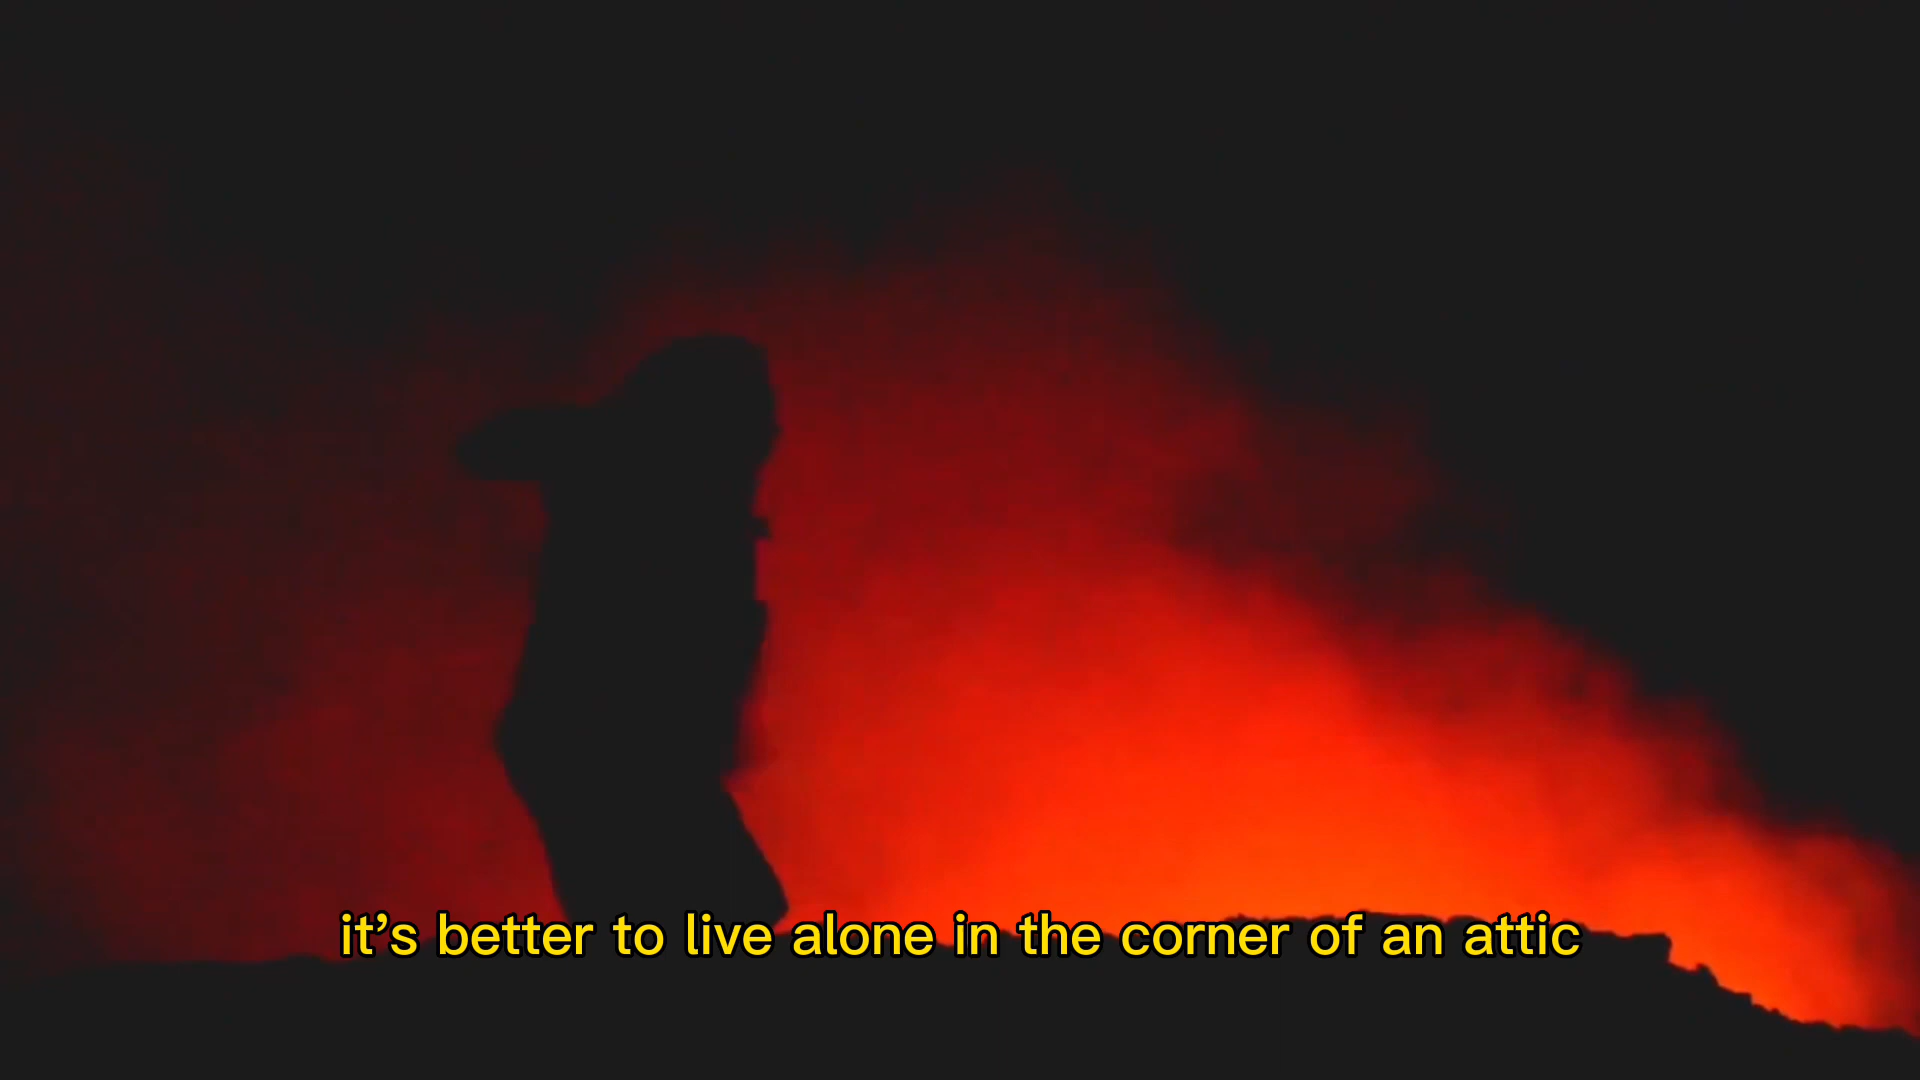 it’s better to live alone in the corner of an attic